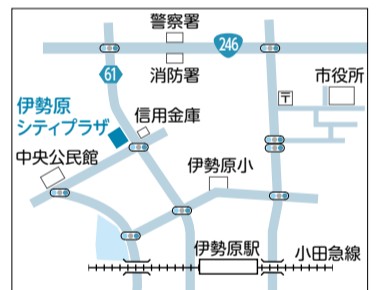 警察署
246
61
消防署
市役所
〒
伊勢原
シティプラザ
信用金庫
中央公民館
伊勢原小
伊勢原駅
小田急線